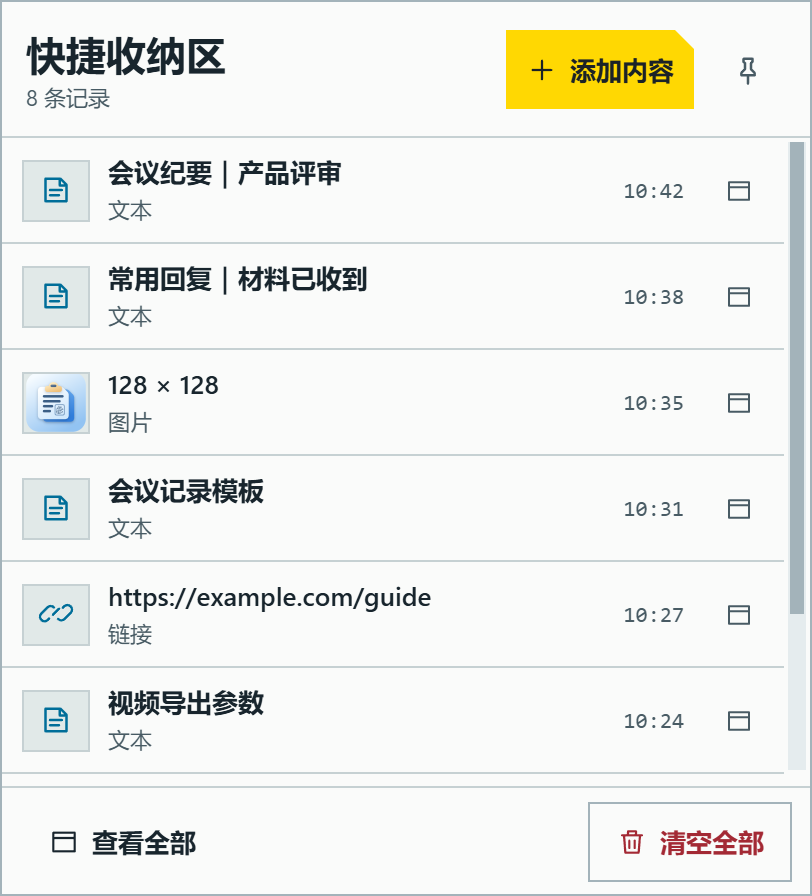 快捷收纳区
8 条记录
添加内容
会议纪要｜产品评审
文本
10:42
常用回复｜材料已收到
文本
10:38
128 × 128
图片
10:35
会议记录模板
文本
10:31
https://example.com/guide
链接
10:27
视频导出参数
文本
10:24
查看全部
清空全部